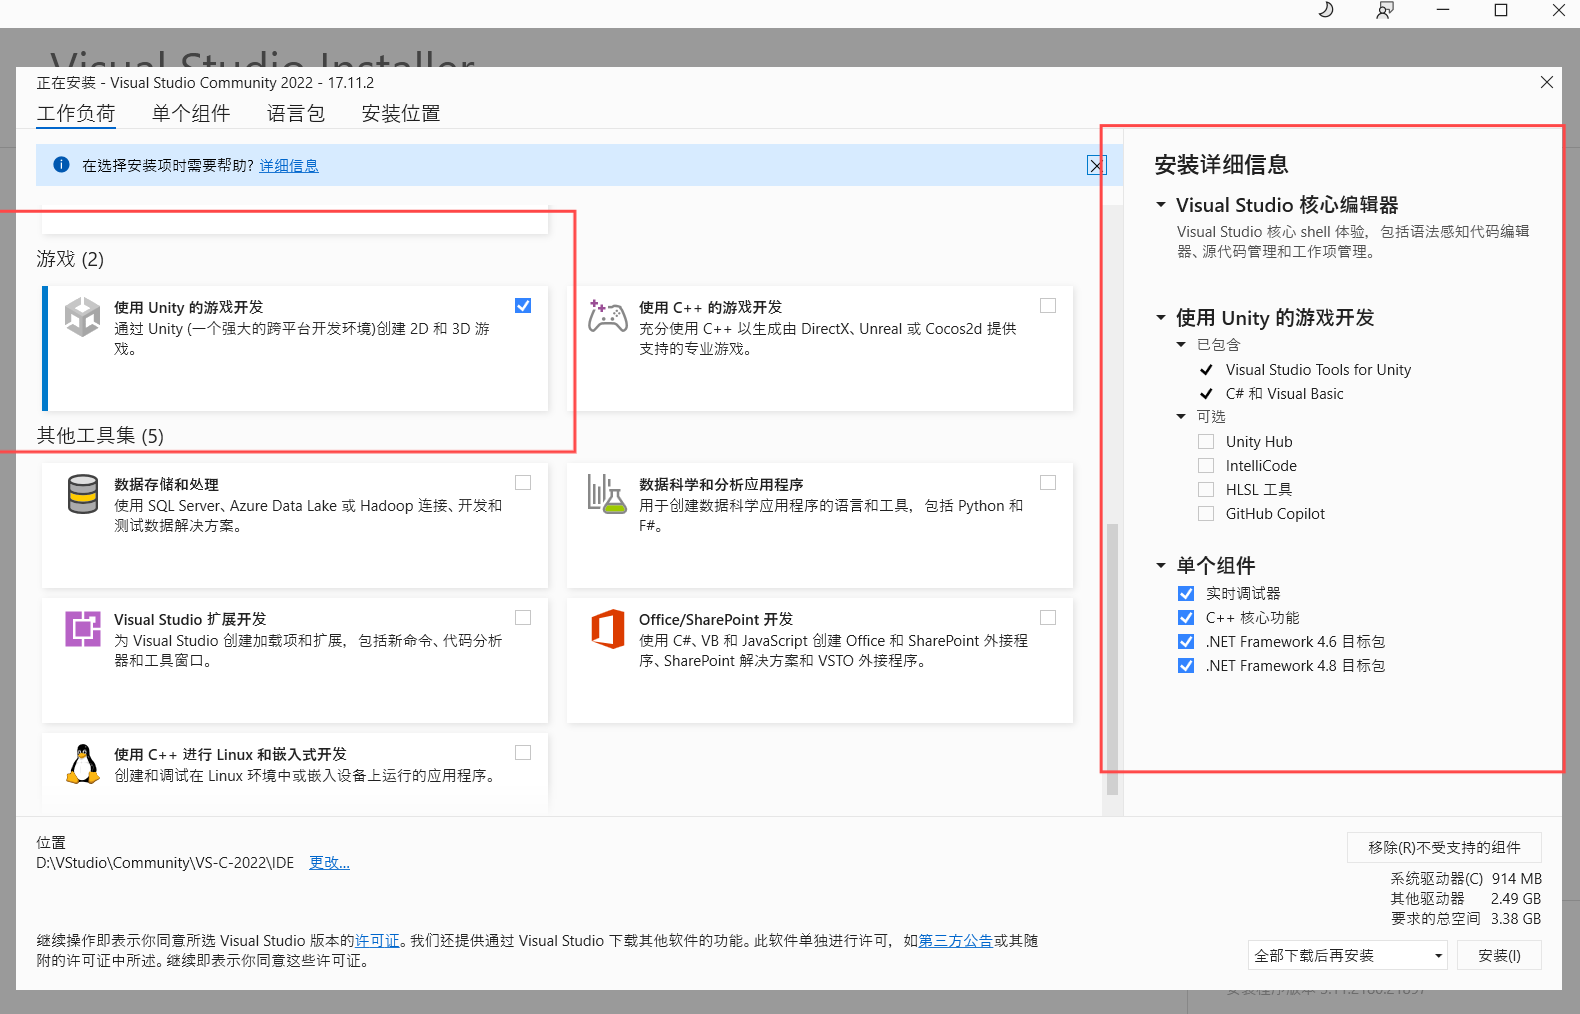 Visual Studio Installer
正在安装 - Visual Studio Community 2022 - 17.11.2
工作负荷 单个组件 语言包 安装位置
在选择安装项时需要帮助? 详细信息
游戏 (2)
使用 Unity 的游戏开发
通过 Unity (一个强大的跨平台开发环境)创建 2D 和 3D 游
戏。
使用 C++ 的游戏开发
充分使用 C++ 以生成由 DirectX、Unreal 或 Cocos2d 提供
支持的专业游戏。
其他工具集 (5)
数据存储和处理
使用 SQL Server、Azure Data Lake 或 Hadoop 连接、开发和
测试数据解决方案。
数据科学和分析应用程序
用于创建数据科学应用程序的语言和工具，包括 Python 和
F#。
Visual Studio 扩展开发
为 Visual Studio 创建加载项和扩展，包括新命令、代码分析
器和工具窗口。
Office/SharePoint 开发
使用 C#、VB 和 JavaScript 创建 Office 和 SharePoint 外接程
序、SharePoint 解决方案和 VSTO 外接程序。
使用 C++ 进行 Linux 和嵌入式开发
创建和调试在 Linux 环境中或嵌入设备上运行的应用程序。
安装详细信息
Visual Studio 核心编辑器
Visual Studio 核心 shell 体验，包括语法感知代码编辑
器、源代码管理和工作项管理。
使用 Unity 的游戏开发
已包含
Visual Studio Tools for Unity
C# 和 Visual Basic
可选
Unity Hub
IntelliCode
HLSL 工具
GitHub Copilot
单个组件
实时调试器
C++ 核心功能
.NET Framework 4.6 目标包
.NET Framework 4.8 目标包
位置
D:\VStudio\Community\VS-C-2022\IDE 更改...
移除(R)不受支持的组件
系统驱动器(C) 914 MB
其他驱动器 2.49 GB
要求的总空间 3.38 GB
继续操作即表示你同意所选 Visual Studio 版本的许可证。我们还提供通过 Visual Studio 下载其他软件的功能。此软件单独进行许可，如第三方公告或其随
附的许可证中所述。继续即表示你同意这些许可证。
全部下载后再安装 安装(I)